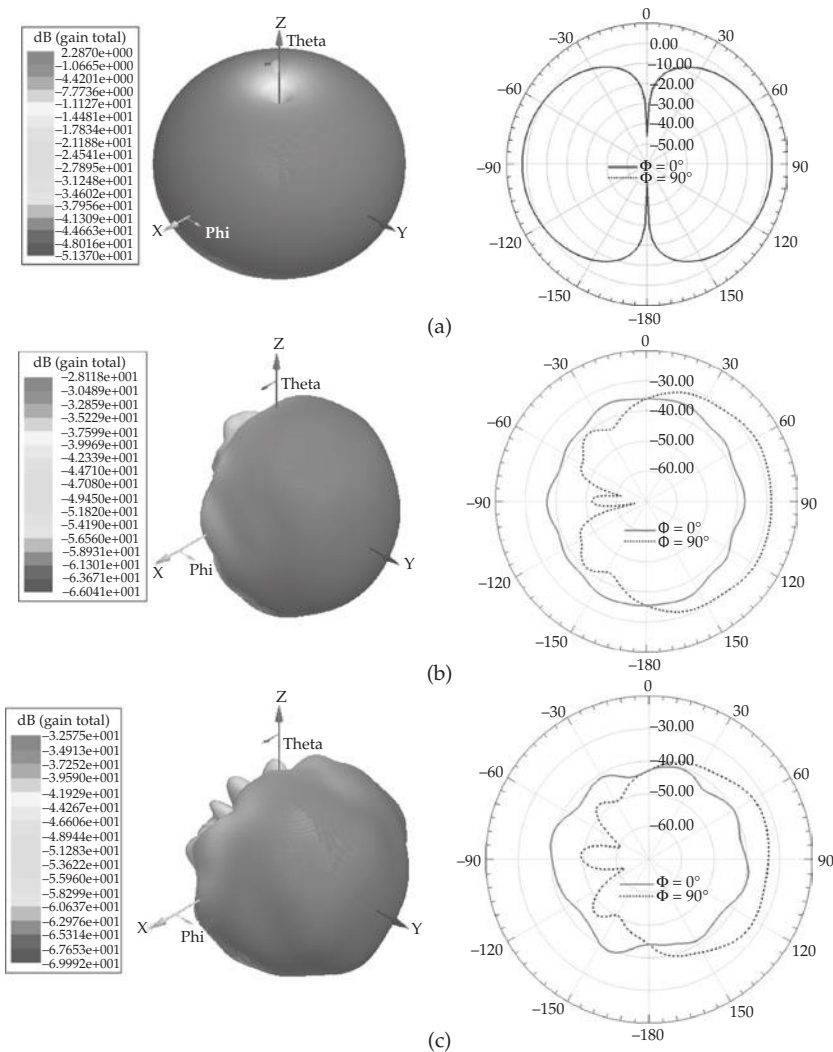 dB (gain total)
2.2870e+000
−1.0665e+000
−4.4201e+000
−7.7736e+000
−1.1127e+001
−1.4481e+001
−1.7834e+001
−2.1188e+001
−2.4541e+001
−2.7895e+001
−3.1248e+001
−3.4602e+001
−3.7956e+001
−4.1309e+001
−4.4663e+001
−4.8016e+001
−5.1370e+001
Z
Theta
X
Phi
Y
0
−30
30
−60
60
−90
90
−120
120
−150
150
−180
0.00
−10.00
−20.00
−30.00
−40.00
−50.00
Φ = 0°
Φ = 90°
(a)
dB (gain total)
−2.8118e+001
−3.0489e+001
−3.2859e+001
−3.5229e+001
−3.7599e+001
−3.9969e+001
−4.2339e+001
−4.4710e+001
−4.7080e+001
−4.9450e+001
−5.1820e+001
−5.4190e+001
−5.6560e+001
−5.8931e+001
−6.1301e+001
−6.3671e+001
−6.6041e+001
Z
Theta
X
Phi
Y
0
−30
30
−60
60
−90
90
−120
120
−150
150
−180
−30.00
−40.00
−50.00
−60.00
Φ = 0°
Φ = 90°
(b)
dB (gain total)
−3.2575e+001
−3.4913e+001
−3.7252e+001
−3.9590e+001
−4.1929e+001
−4.4267e+001
−4.6606e+001
−4.8944e+001
−5.1283e+001
−5.3622e+001
−5.5960e+001
−5.8299e+001
−6.0637e+001
−6.2976e+001
−6.5314e+001
−6.7653e+001
−6.9992e+001
Z
Theta
X
Phi
Y
0
−30
30
−60
60
−90
90
−120
120
−150
150
−180
−30.00
−40.00
−50.00
−60.00
Φ = 0°
Φ = 90°
(c)